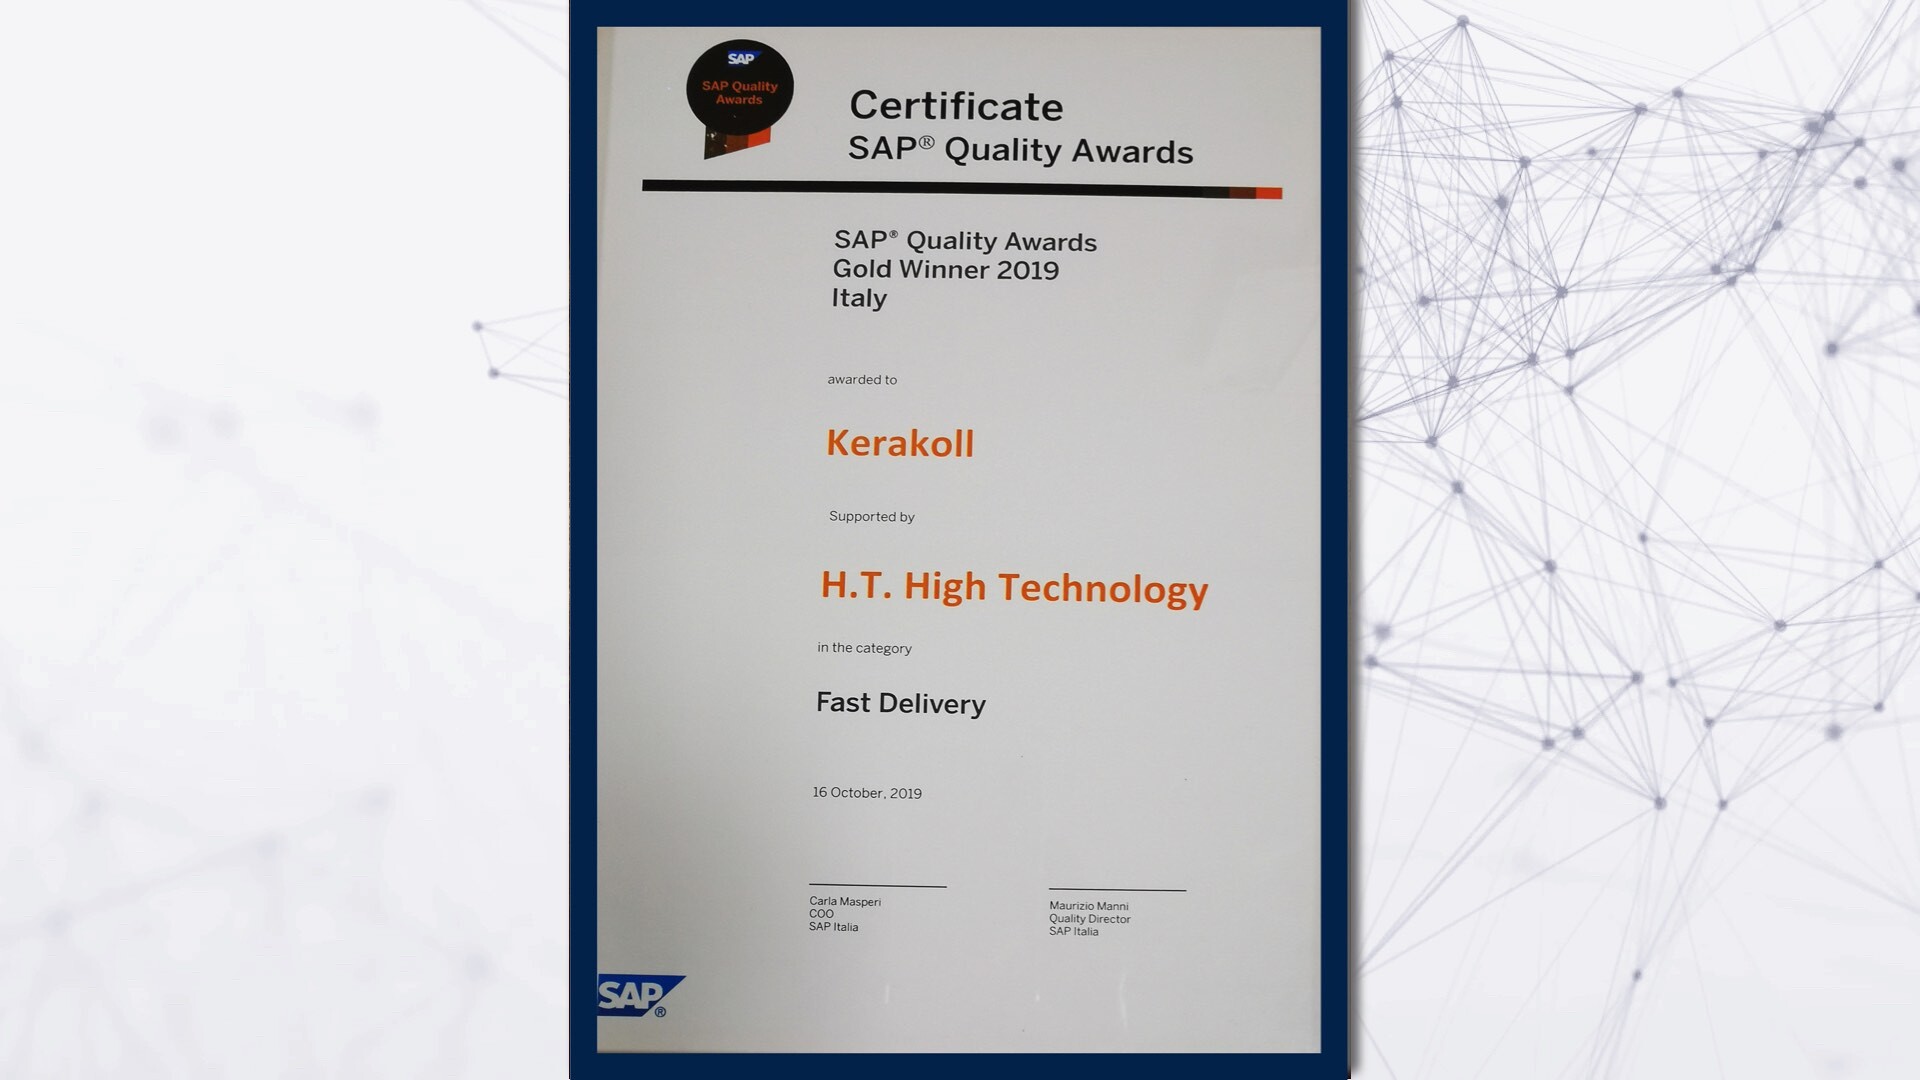 SAP
SAP Quality
Awards
Certificate
SAP® Quality Awards
SAP® Quality Awards
Gold Winner 2019
Italy
awarded to
Kerakoll
Supported by
H.T. High Technology
in the category
Fast Delivery
16 October, 2019
Carla Masperi
COO
SAP Italia
Maurizio Manni
Quality Director
SAP Italia
SAP®